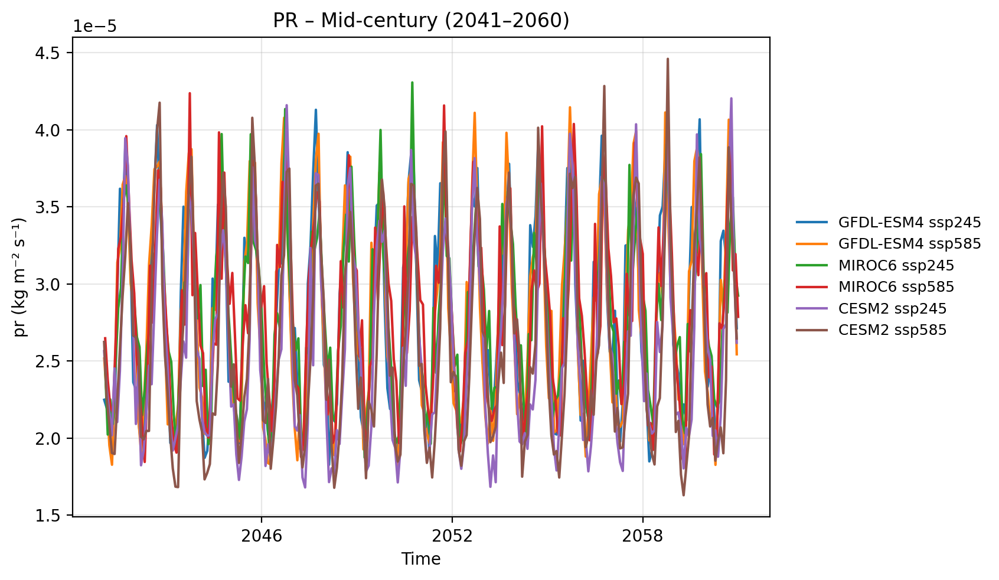 PR – Mid-century (2041–2060)
1e−5
4.5
4.0
3.5
3.0
2.5
2.0
1.5
pr (kg m⁻² s⁻¹)
2046
2052
2058
Time
GFDL-ESM4 ssp245
GFDL-ESM4 ssp585
MIROC6 ssp245
MIROC6 ssp585
CESM2 ssp245
CESM2 ssp585